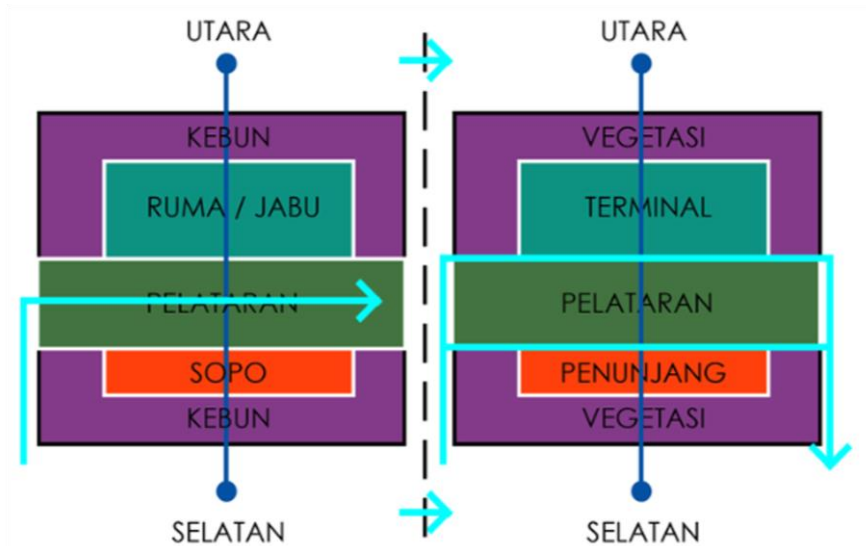 UTARA
KEBUN
RUMA / JABU
PELATARAN
SOPO
KEBUN
SELATAN
UTARA
VEGETASI
TERMINAL
PELATARAN
PENUNJANG
VEGETASI
SELATAN